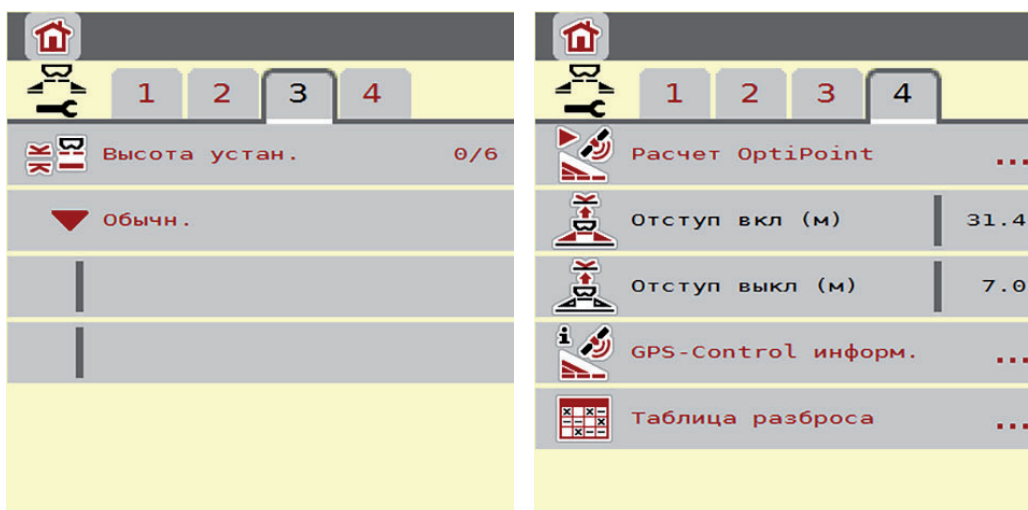 1 2 3 4
Высота устан. 0/6
Обычн.
1 2 3 4
Расчет OptiPoint ...
Отступ вкл (м) 31.4
Отступ выкл (м) 7.0
i
GPS-Control информ. ...
Таблица разброса ...